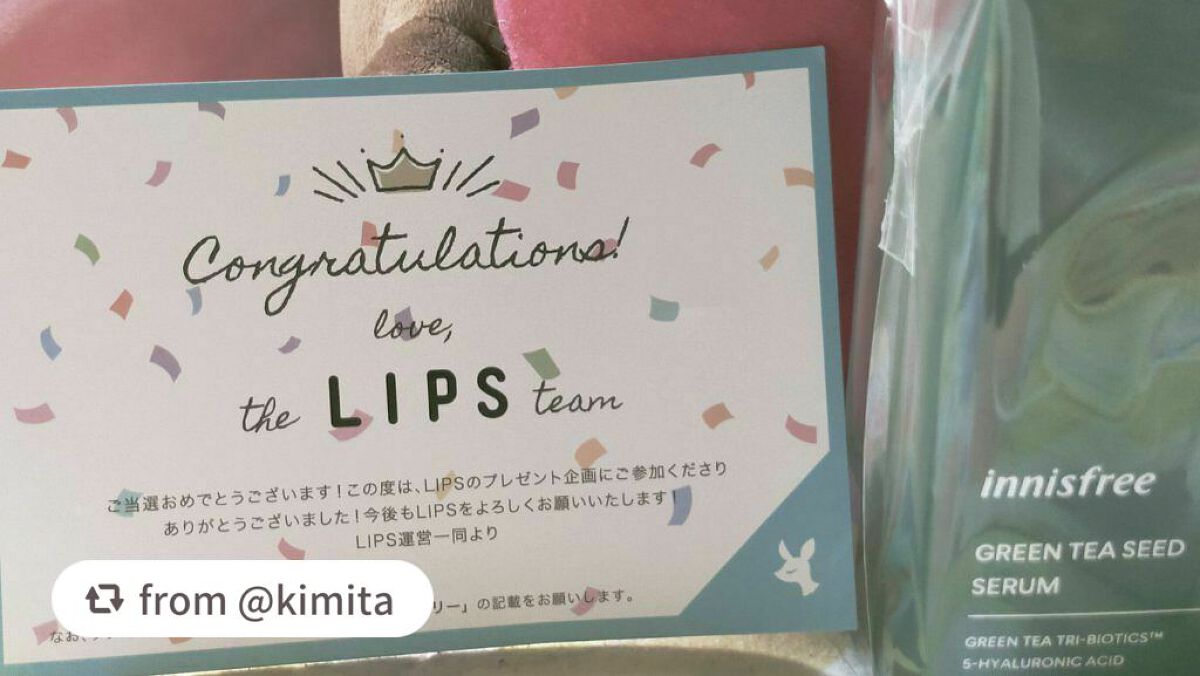 Congratulations!
love,
the LIPS team
ご当選おめでとうございます！この度は、LIPSのプレゼント企画にご参加くださり
ありがとうございました！今後もLIPSをよろしくお願いいたします！
LIPS運営一同より
リー」の記載をお願いします。
なお、
from @kimita
innisfree
GREEN TEA SEED
SERUM
GREEN TEA TRI-BIOTICS™
5-HYALURONIC ACID